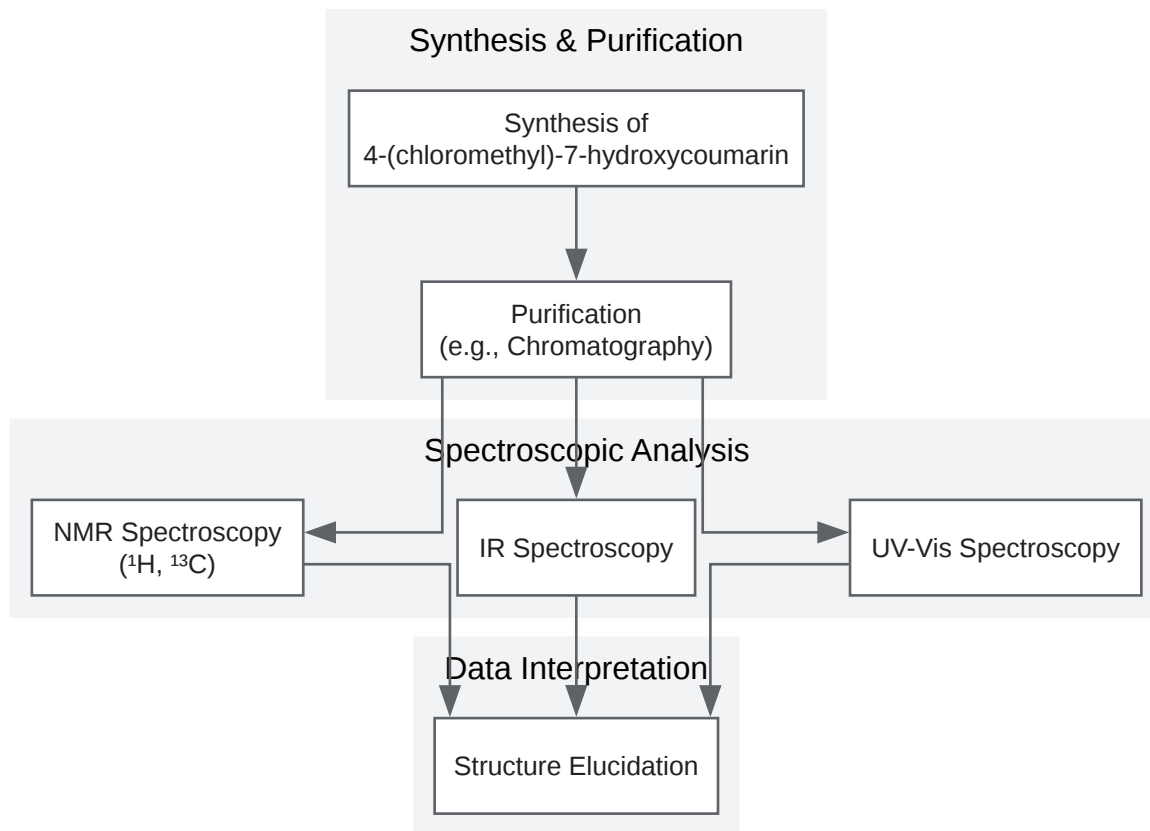 Synthesis & Purification
Synthesis of
4-(chloromethyl)-7-hydroxycoumarin
Purification
(e.g., Chromatography)
Spectroscopic Analysis
NMR Spectroscopy
(¹H, ¹³C)
IR Spectroscopy
UV-Vis Spectroscopy
Data Interpretation
Structure Elucidation